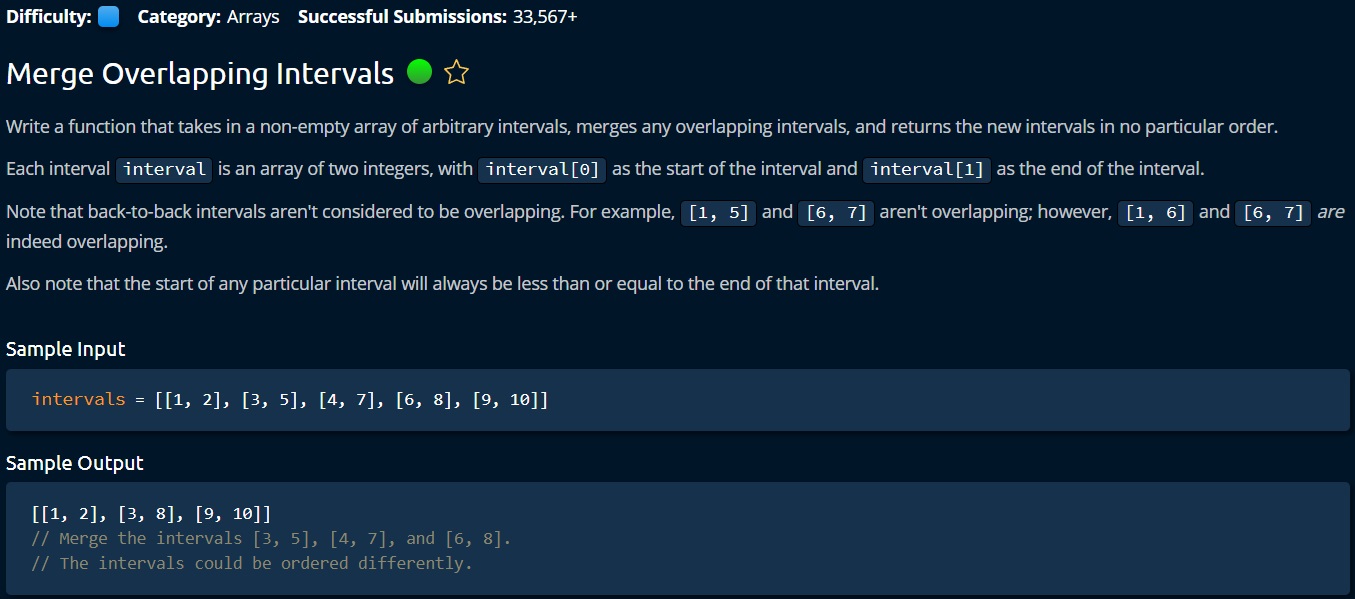 Difficulty: Category: Arrays Successful Submissions: 33,567+
Merge Overlapping Intervals
Write a function that takes in a non-empty array of arbitrary intervals, merges any overlapping intervals, and returns the new intervals in no particular order.
Each interval interval is an array of two integers, with interval[0] as the start of the interval and interval[1] as the end of the interval.
Note that back-to-back intervals aren't considered to be overlapping. For example, [1, 5] and [6, 7] aren't overlapping; however, [1, 6] and [6, 7] are
indeed overlapping.
Also note that the start of any particular interval will always be less than or equal to the end of that interval.
Sample Input
intervals = [[1, 2], [3, 5], [4, 7], [6, 8], [9, 10]]
Sample Output
[[1, 2], [3, 8], [9, 10]]
// Merge the intervals [3, 5], [4, 7], and [6, 8].
// The intervals could be ordered differently.